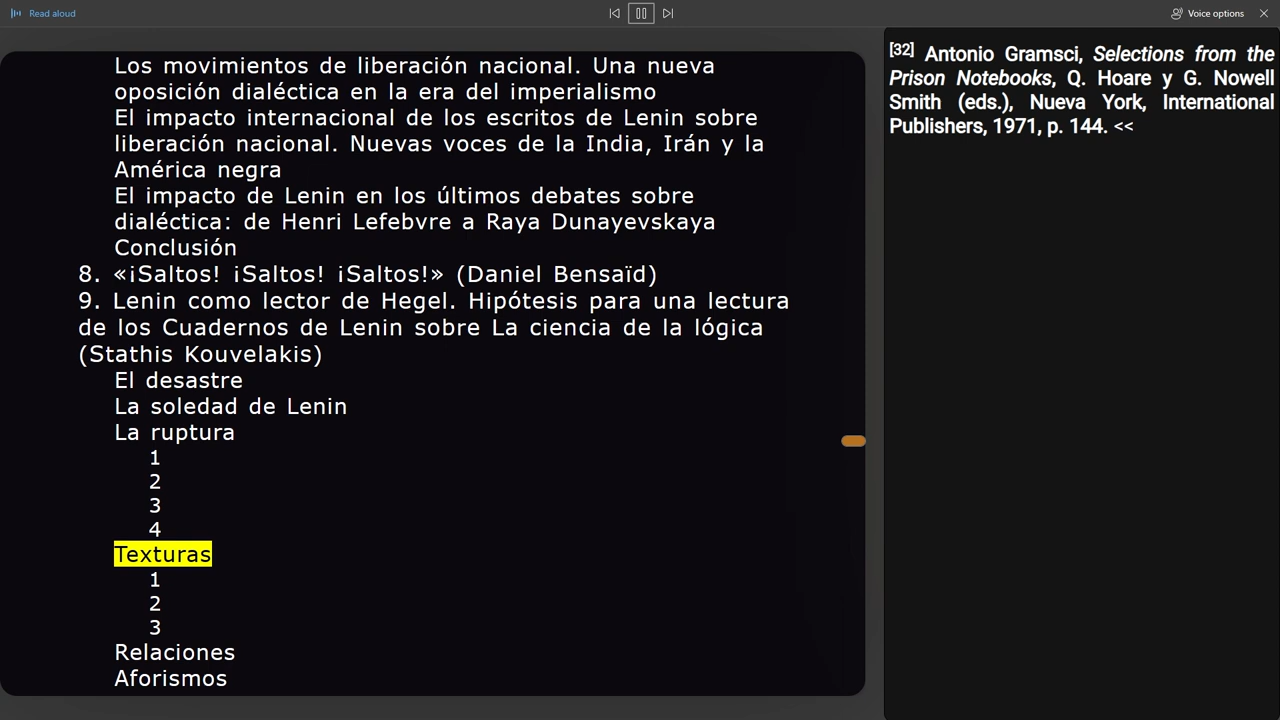 Read aloud
Voice options
Los movimientos de liberación nacional. Una nueva
oposición dialéctica en la era del imperialismo
El impacto internacional de los escritos de Lenin sobre
liberación nacional. Nuevas voces de la India, Irán y la
América negra
El impacto de Lenin en los últimos debates sobre
dialéctica: de Henri Lefebvre a Raya Dunayevskaya
Conclusión
8. «¡Saltos! ¡Saltos! ¡Saltos!» (Daniel Bensaïd)
9. Lenin como lector de Hegel. Hipótesis para una lectura
de los Cuadernos de Lenin sobre La ciencia de la lógica
(Stathis Kouvelakis)
El desastre
La soledad de Lenin
La ruptura
1
2
3
4
Texturas
1
2
3
Relaciones
Aforismos
[32] Antonio Gramsci, Selections from the
Prison Notebooks, Q. Hoare y G. Nowell
Smith (eds.), Nueva York, International
Publishers, 1971, p. 144. <<